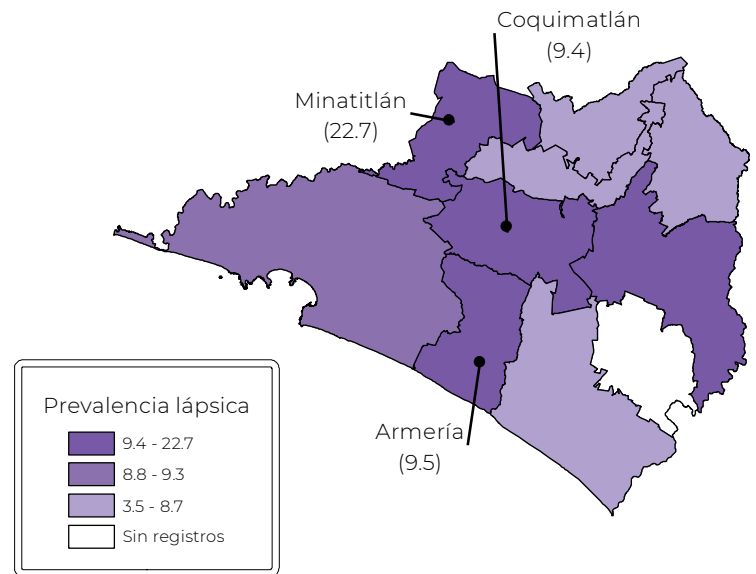 Coquimatlán
(9.4)
Minatitlán
(22.7)
Armería
(9.5)
Prevalencia lápsica
9.4 - 22.7
8.8 - 9.3
3.5 - 8.7
Sin registros